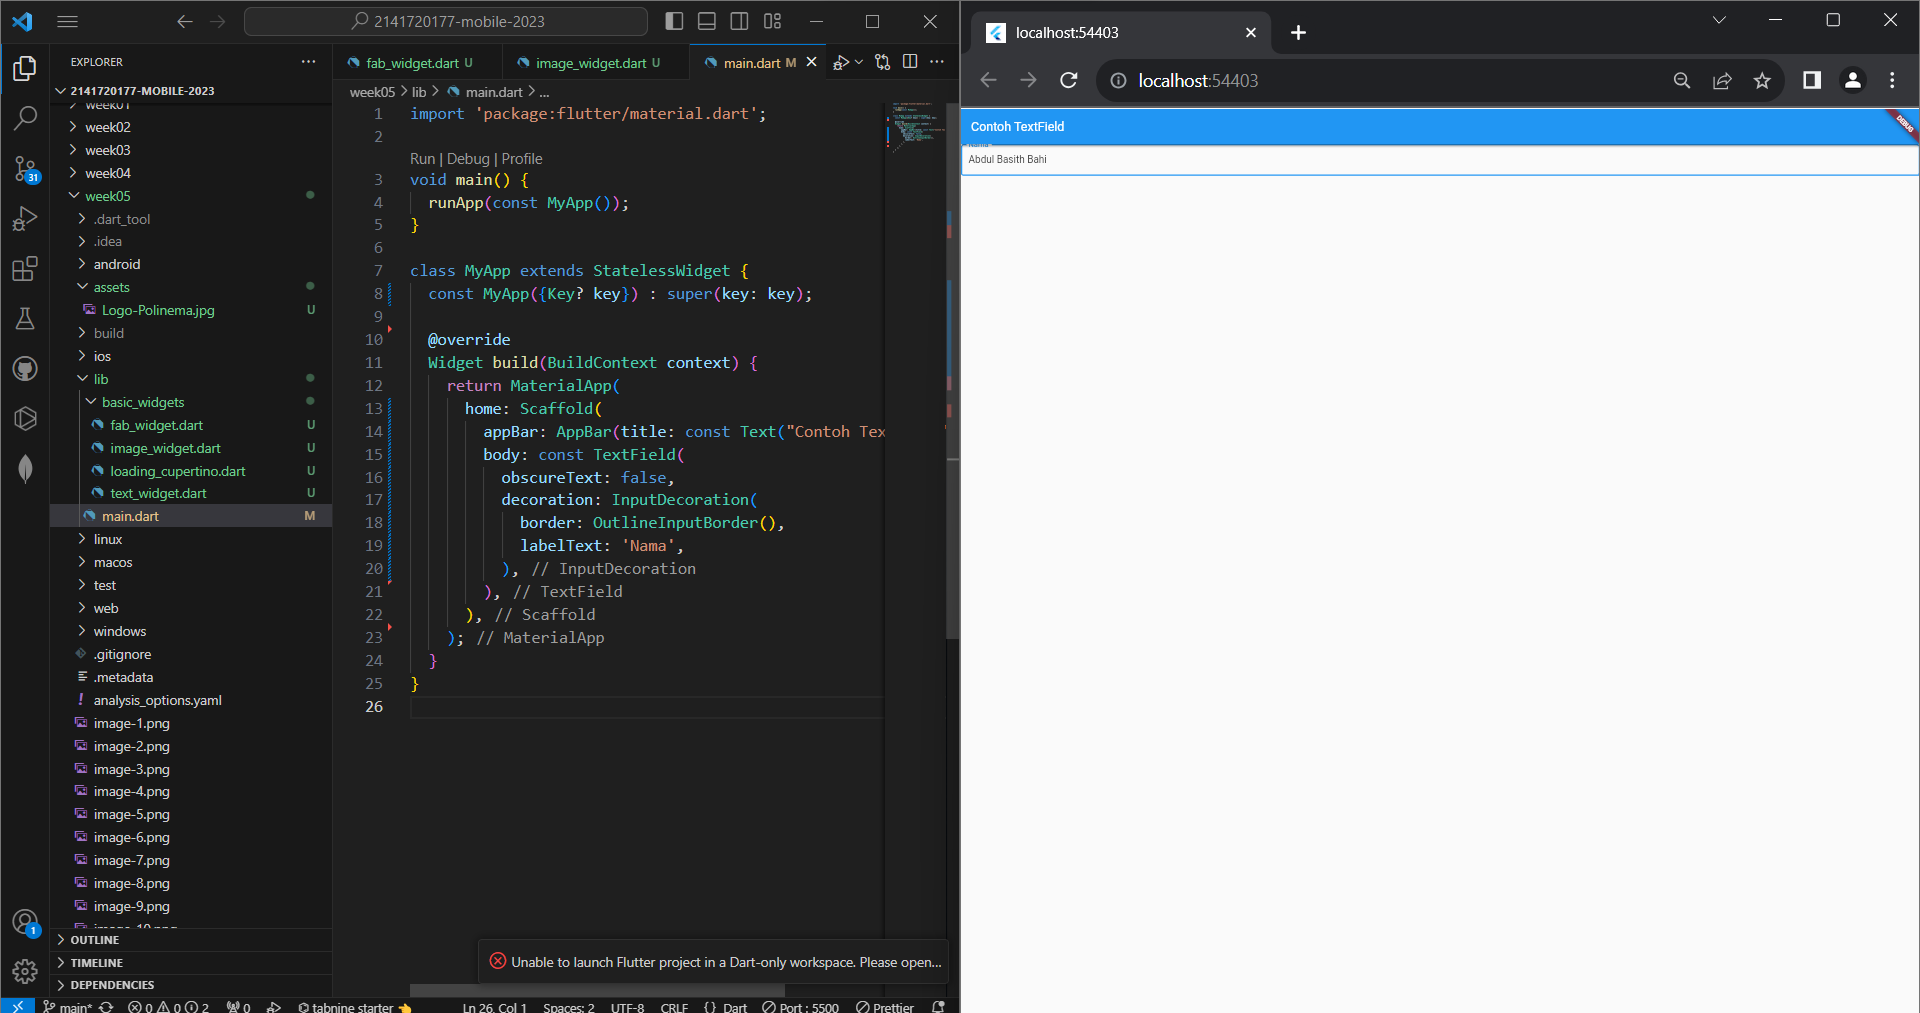 2141720177-mobile-2023
EXPLORER
2141720177-MOBILE-2023
week01
week02
week03
week04
week05
.dart_tool
.idea
android
assets
Logo-Polinema.jpg U
build
ios
lib
basic_widgets
fab_widget.dart U
image_widget.dart U
loading_cupertino.dart U
text_widget.dart U
main.dart M
linux
macos
test
web
windows
.gitignore
.metadata
! analysis_options.yaml
image-1.png
image-2.png
image-3.png
image-4.png
image-5.png
image-6.png
image-7.png
image-8.png
image-9.png
image-10.png
OUTLINE
TIMELINE
DEPENDENCIES
31
1
fab_widget.dart U image_widget.dart U main.dart M
week05 > lib > main.dart > ...
1 import 'package:flutter/material.dart';
2
Run | Debug | Profile
3 void main() {
4 runApp(const MyApp());
5 }
6
7 class MyApp extends StatelessWidget {
8 const MyApp({Key? key}) : super(key: key);
9
10 @override
11 Widget build(BuildContext context) {
12 return MaterialApp(
13 home: Scaffold(
14 appBar: AppBar(title: const Text("Contoh Tex
15 body: const TextField(
16 obscureText: false,
17 decoration: InputDecoration(
18 border: OutlineInputBorder(),
19 labelText: 'Nama',
20 ), // InputDecoration
21 ), // TextField
22 ), // Scaffold
23 ); // MaterialApp
24 }
25 }
26
Unable to launch Flutter project in a Dart-only workspace. Please open...
main* 0 0 2 0 tabnine starter Ln 26, Col 1 Spaces: 2 UTF-8 CRLF {} Dart Port : 5500 Prettier
localhost:54403
localhost:54403
Contoh TextField
DEBUG
Nama
Abdul Basith Bahi